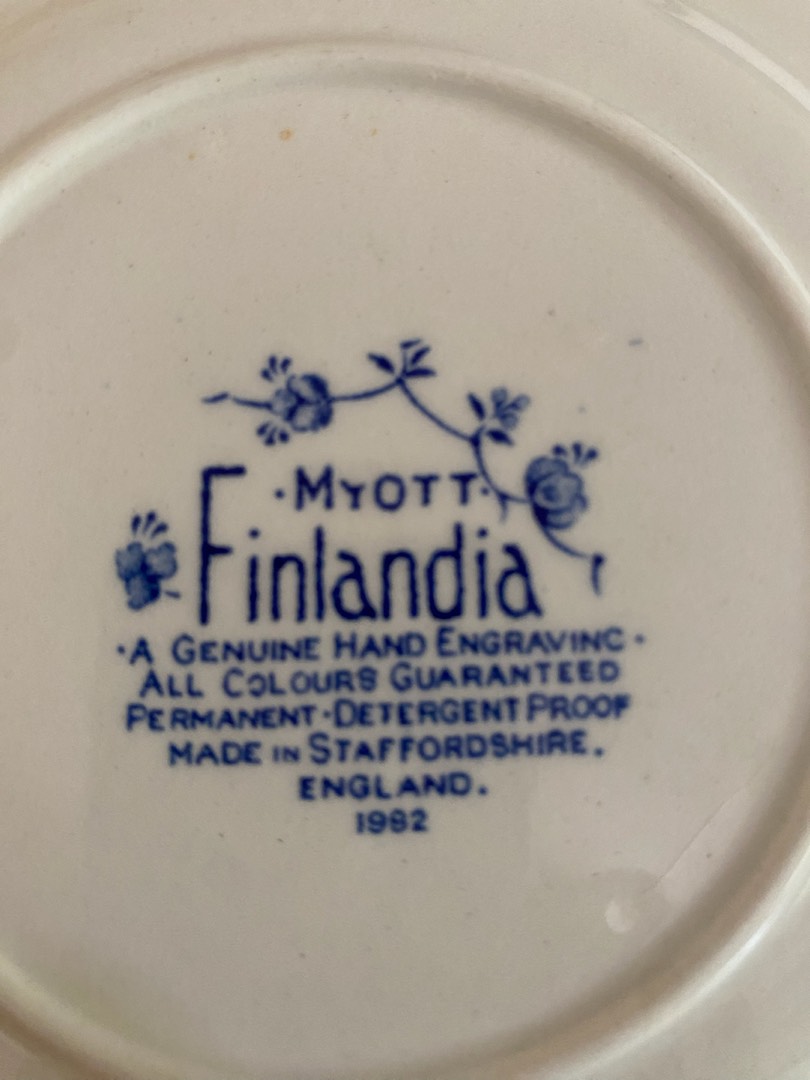 ·MYOTT·
Finlandia
·A GENUINE HAND ENGRAVING·
ALL COLOURS GUARANTEED
PERMANENT·DETERGENT PROOF
MADE IN STAFFORDSHIRE.
ENGLAND.
1982